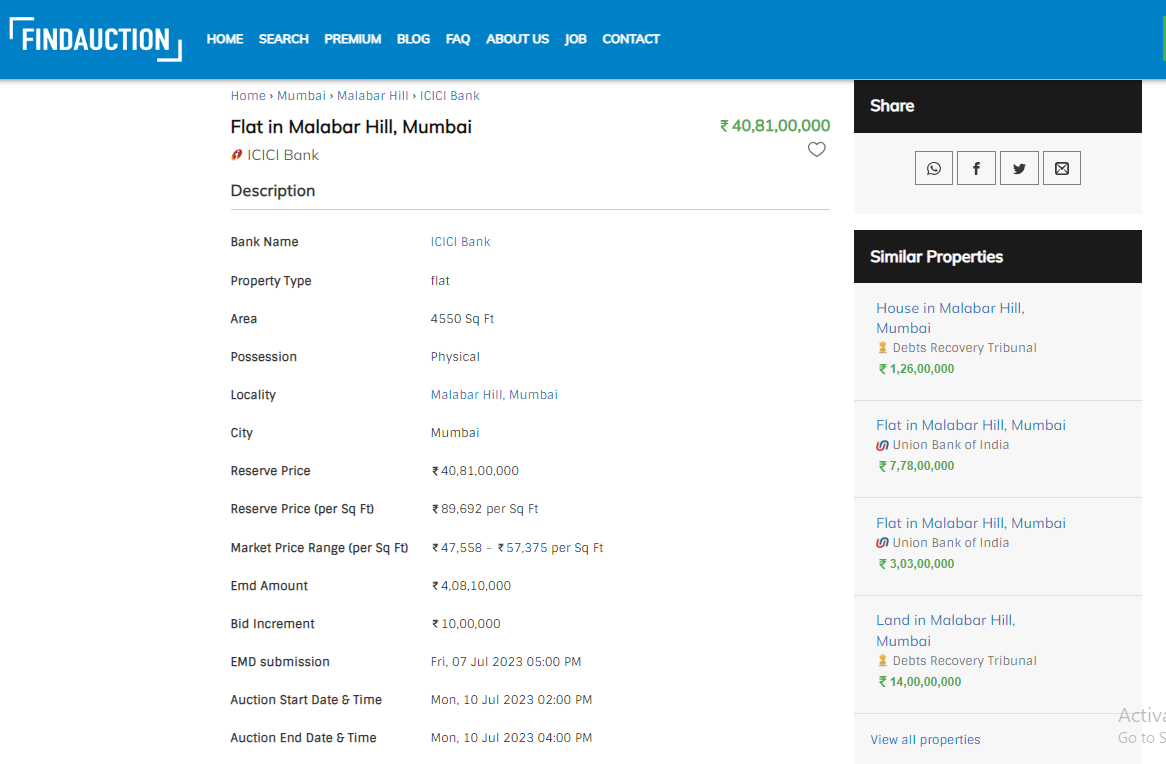 FINDAUCTION
HOME SEARCH PREMIUM BLOG FAQ ABOUT US JOB CONTACT
Home › Mumbai › Malabar Hill › ICICI Bank
Flat in Malabar Hill, Mumbai
₹ 40,81,00,000
ICICI Bank
Description
Bank Name ICICI Bank
Property Type flat
Area 4550 Sq Ft
Possession Physical
Locality Malabar Hill, Mumbai
City Mumbai
Reserve Price ₹ 40,81,00,000
Reserve Price (per Sq Ft) ₹ 89,692 per Sq Ft
Market Price Range (per Sq Ft) ₹ 47,558 - ₹ 57,375 per Sq Ft
Emd Amount ₹ 4,08,10,000
Bid Increment ₹ 10,00,000
EMD submission Fri, 07 Jul 2023 05:00 PM
Auction Start Date & Time Mon, 10 Jul 2023 02:00 PM
Auction End Date & Time Mon, 10 Jul 2023 04:00 PM
Share
Similar Properties
House in Malabar Hill,
Mumbai
Debts Recovery Tribunal
₹ 1,26,00,000
Flat in Malabar Hill, Mumbai
Union Bank of India
₹ 7,78,00,000
Flat in Malabar Hill, Mumbai
Union Bank of India
₹ 3,03,00,000
Land in Malabar Hill,
Mumbai
Debts Recovery Tribunal
₹ 14,00,00,000
View all properties
Activa
Go to S